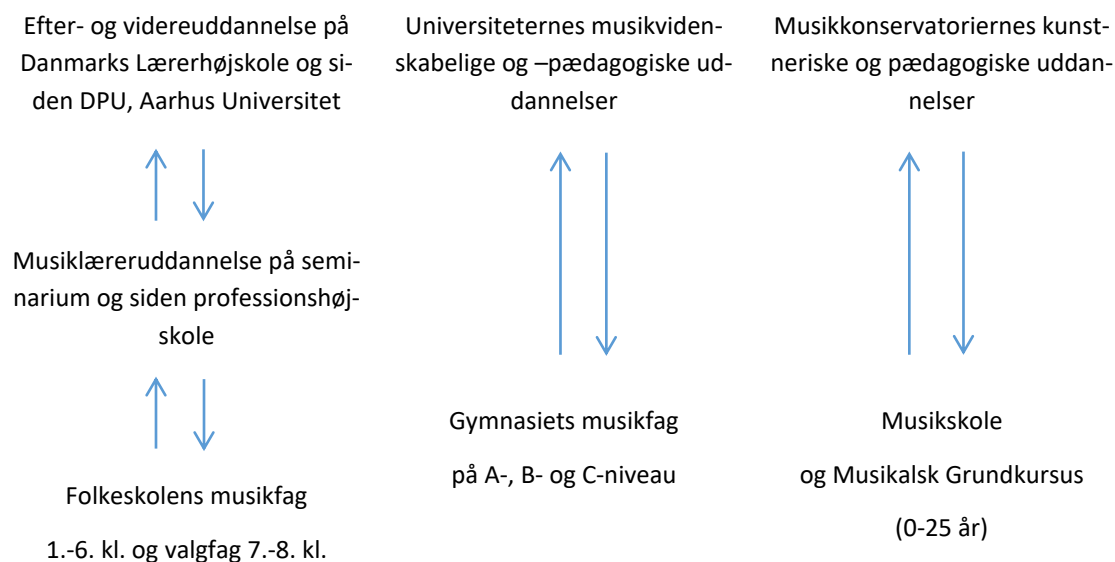 Efter- og videreuddannelse på
Danmarks Lærerhøjskole og si-
den DPU, Aarhus Universitet
Musiklæreruddannelse på semi-
narium og siden professionshøj-
skole
Folkeskolens musikfag
1.-6. kl. og valgfag 7.-8. kl.
Universiteternes musikviden-
skabelige og –pædagogiske ud-
dannelser
Gymnasiets musikfag
på A-, B- og C-niveau
Musikkonservatoriernes kunst-
neriske og pædagogiske uddan-
nelser
Musikskole
og Musikalsk Grundkursus
(0-25 år)